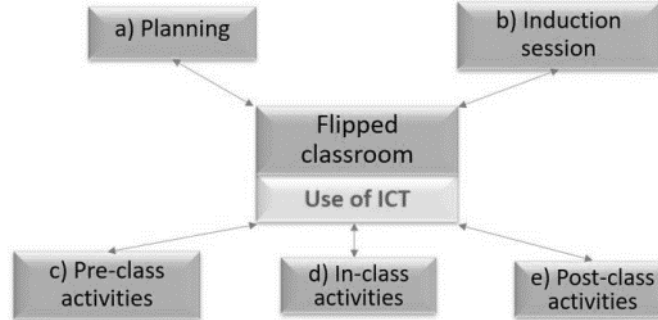 a) Planning
b) Induction
session
Flipped
classroom
Use of ICT
c) Pre-class
activities
d) In-class
activities
e) Post-class
activities